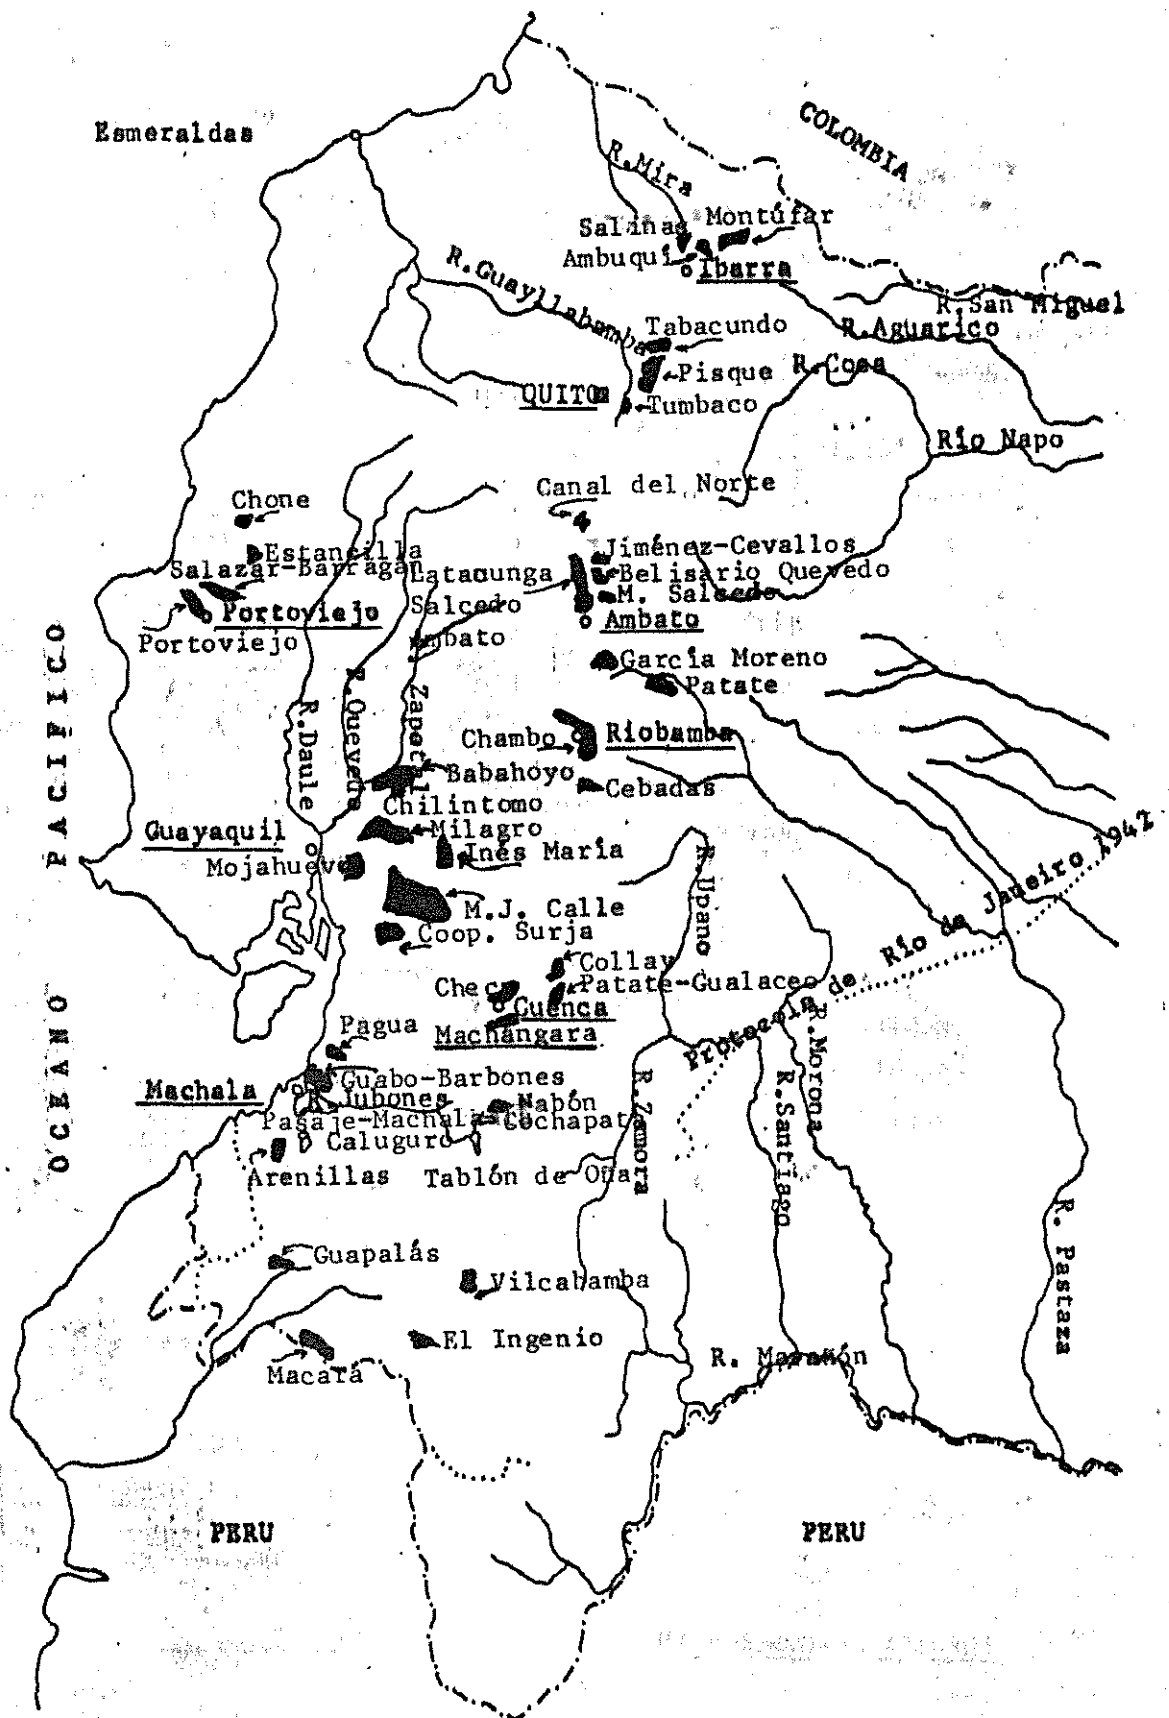 Esmeraldas
COLOMBIA
R.Mira
Salinas
Montúfar
Ambuquí
Ibarra
R.Guayllabamba
R.San Miguel
R.Aguarico
Tabacundo
Pisque
R.Coca
QUITO
Tumbaco
Río Napo
Canal del Norte
Chone
Estancilla
Jiménez-Cevallos
Salazar-Barragán
Latacunga
Belisario Quevedo
Salcedo
M. Salcedo
Portoviejo
Ambato
Portoviejo
Ambato
García Moreno
Patate
R.Daule
R.Quevedo
Zapotal
Chambo
Riobamba
Babahoyo
Cebadas
Chilintomo
Guayaquil
Milagro
Mojahuevo
Inés María
R.Upano
M.J. Calle
Coop. Surja
Collay
Checa
Patate-Gualaceo
Cuenca
Machángara
Protocolo de Río de Janeiro 1942
Pagua
R.Morona
Machala
Guabo-Barbones
R.Jubones
Nabón
Pasaje-Machala
Cochapat
Caluguro
R.Zamora
R.Santiago
Arenillas
Tablón de Oña
R. Pastaza
Guapalás
Vilcabamba
El Ingenio
R. Marañón
Macará
PERU
PERU
OCEANO PACIFICO